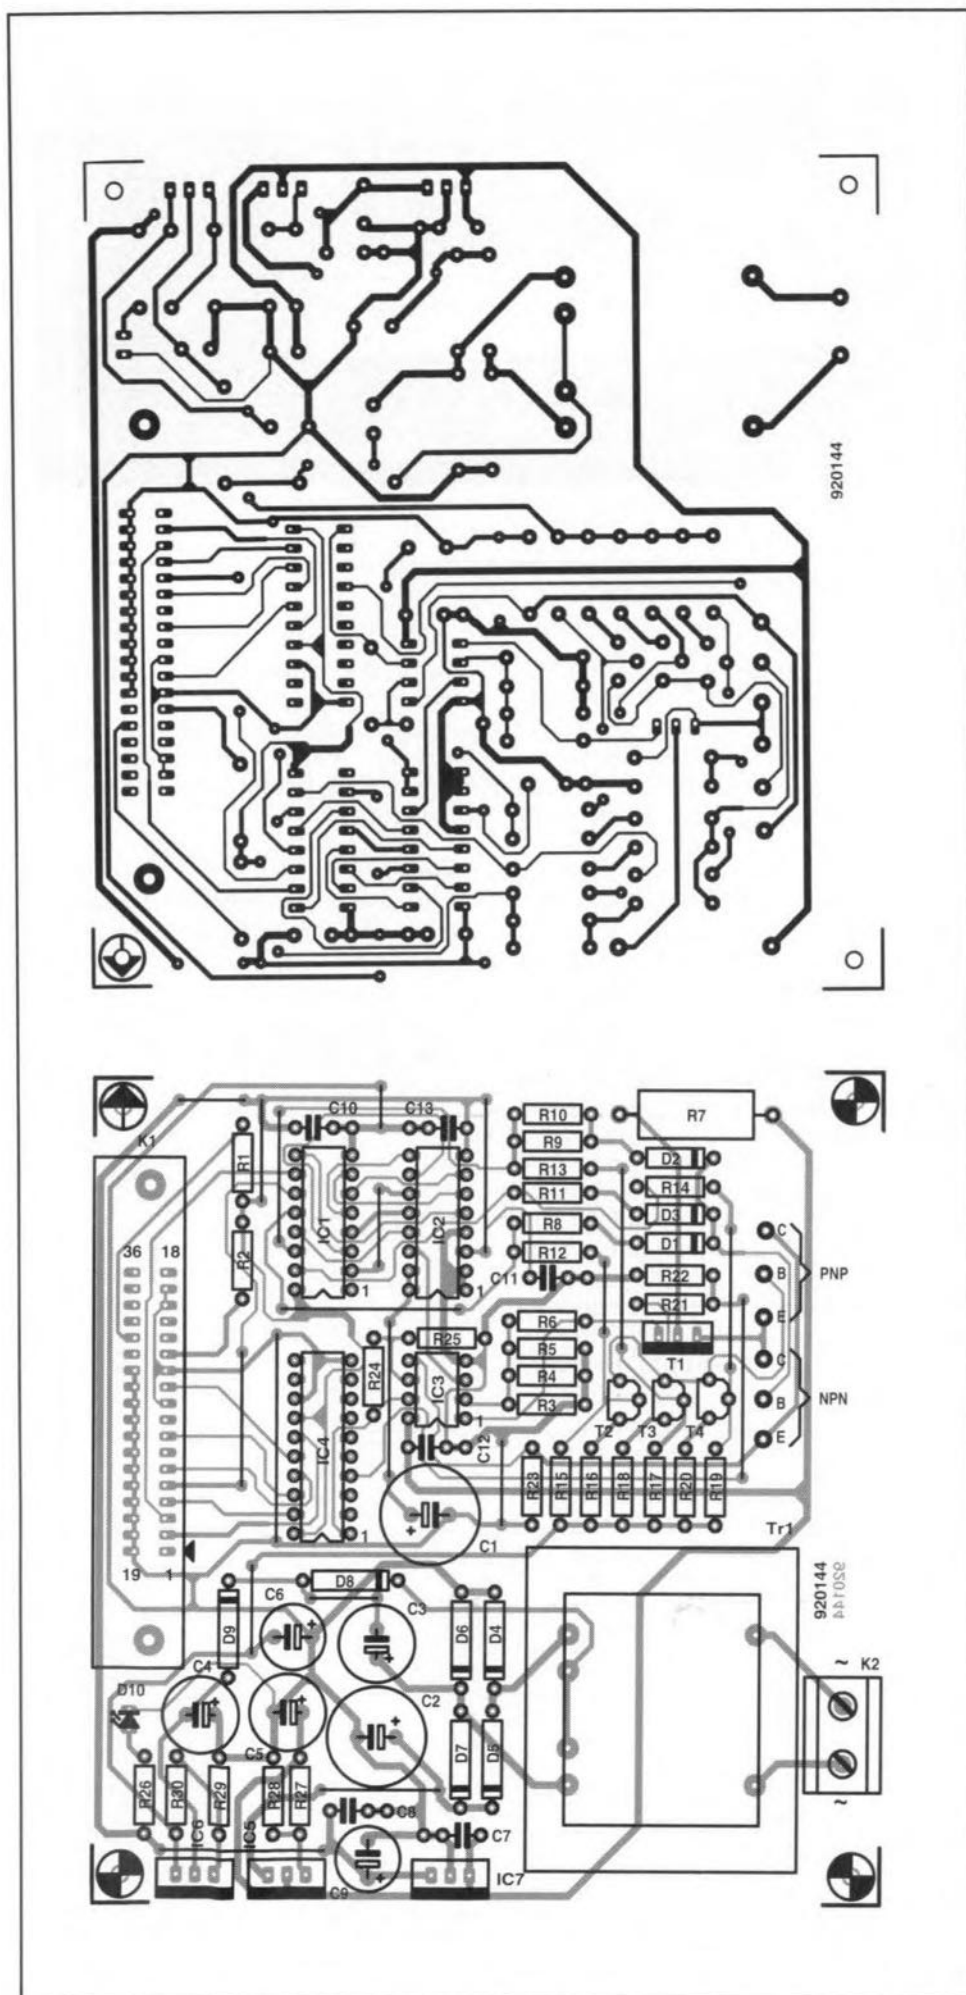 920144
C10
C13
K1
R10
R7
R9
D2
R1
R13
R14
R11
D3
IC1
IC2
C
36
18
R8
D1
R2
R12
B
PNP
C11
R22
1
1
R21
E
R6
R25
T1
C
R5
R24
IC3
R4
B
NPN
1
R3
T2
T3
T4
IC4
C12
E
R23
R15
R16
R18
R17
R20
R19
1
C1
Tr1
19
1
D8
C6
C3
920144
920144
D9
D6
D4
C4
~
K2
D10
C2
C5
D7
D5
R26
R30
R29
R28
R27
C8
~
IC6
IC5
C7
C9
IC7